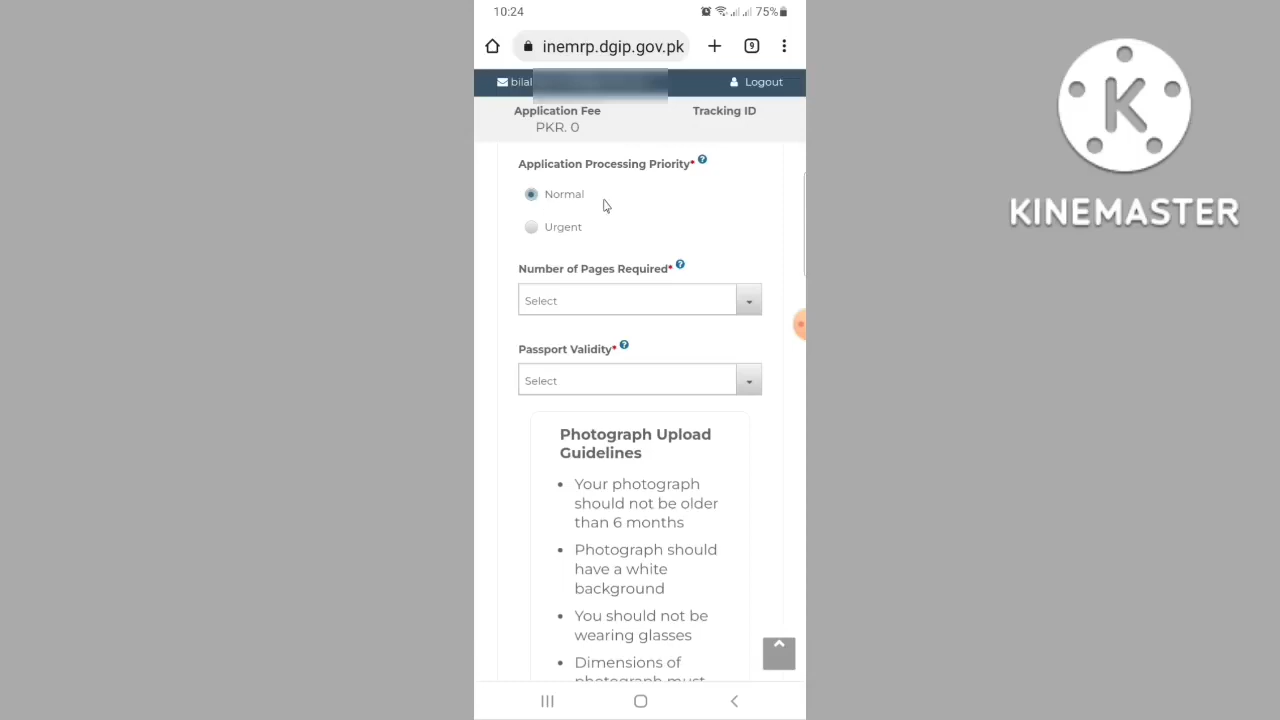 10:24 75%
inemrp.dgip.gov.pk 9
bilal Logout
Application Fee Tracking ID
PKR. 0
Application Processing Priority* ?
Normal
Urgent
Number of Pages Required* ?
Select
Passport Validity* ?
Select
Photograph Upload
Guidelines
• Your photograph
should not be older
than 6 months
• Photograph should
have a white
background
• You should not be
wearing glasses
• Dimensions of
photograph must
K
KINEMASTER